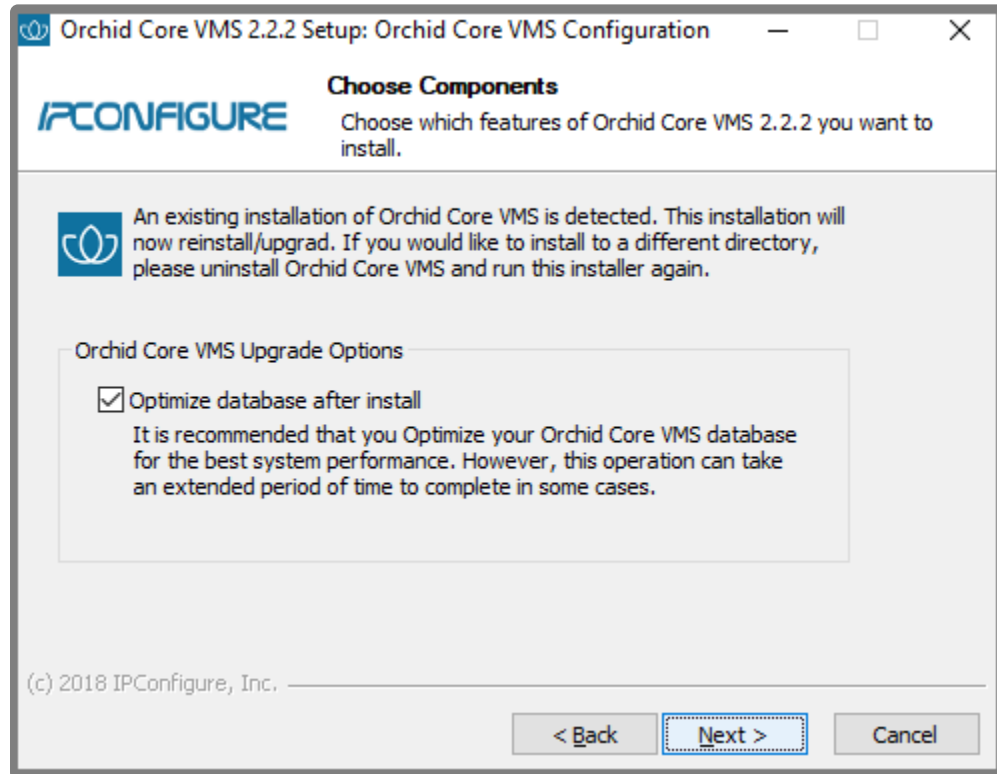 Orchid Core VMS 2.2.2 Setup: Orchid Core VMS Configuration
IPCONFIGURE
Choose Components
Choose which features of Orchid Core VMS 2.2.2 you want to
install.
An existing installation of Orchid Core VMS is detected. This installation will
now reinstall/upgrad. If you would like to install to a different directory,
please uninstall Orchid Core VMS and run this installer again.
Orchid Core VMS Upgrade Options
Optimize database after install
It is recommended that you Optimize your Orchid Core VMS database
for the best system performance. However, this operation can take
an extended period of time to complete in some cases.
(c) 2018 IPConfigure, Inc.
< Back
Next >
Cancel